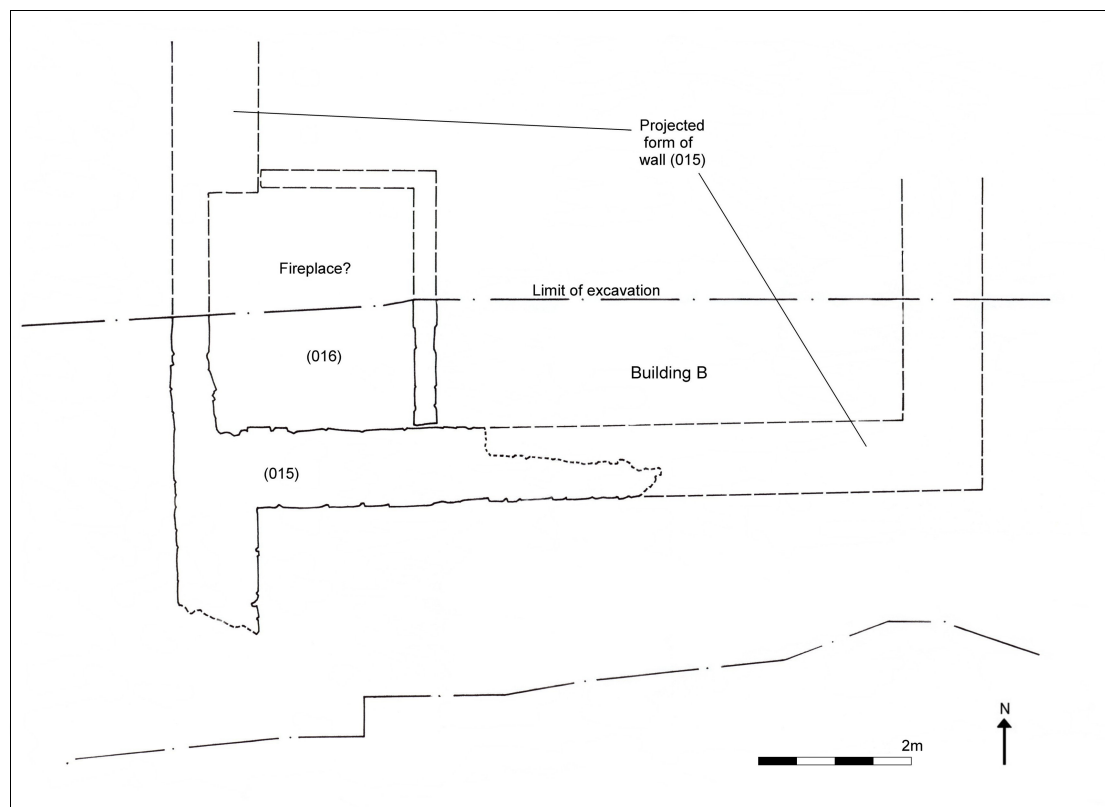 Projected
form of
wall (015)
Fireplace?
Limit of excavation
(016)
Building B
(015)
N
2m